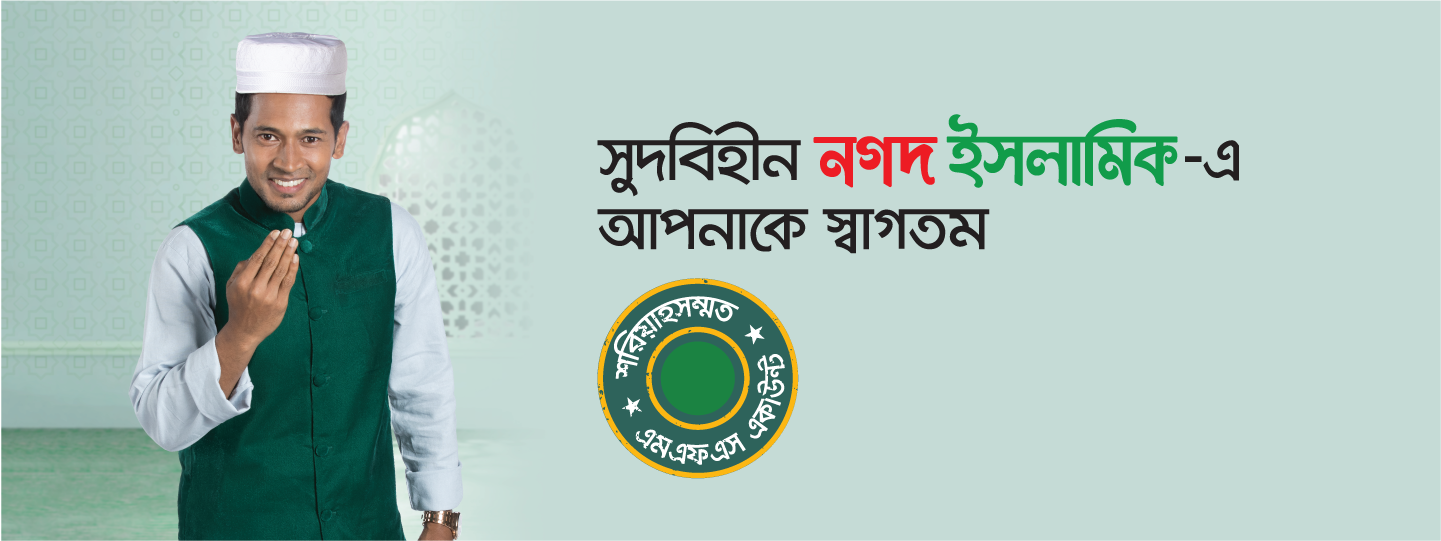 সুদবিহীন নগদ ইসলামিক-এ
আপনাকে স্বাগতম
শরিয়াহসম্মত
এমএফএস একাউন্ট